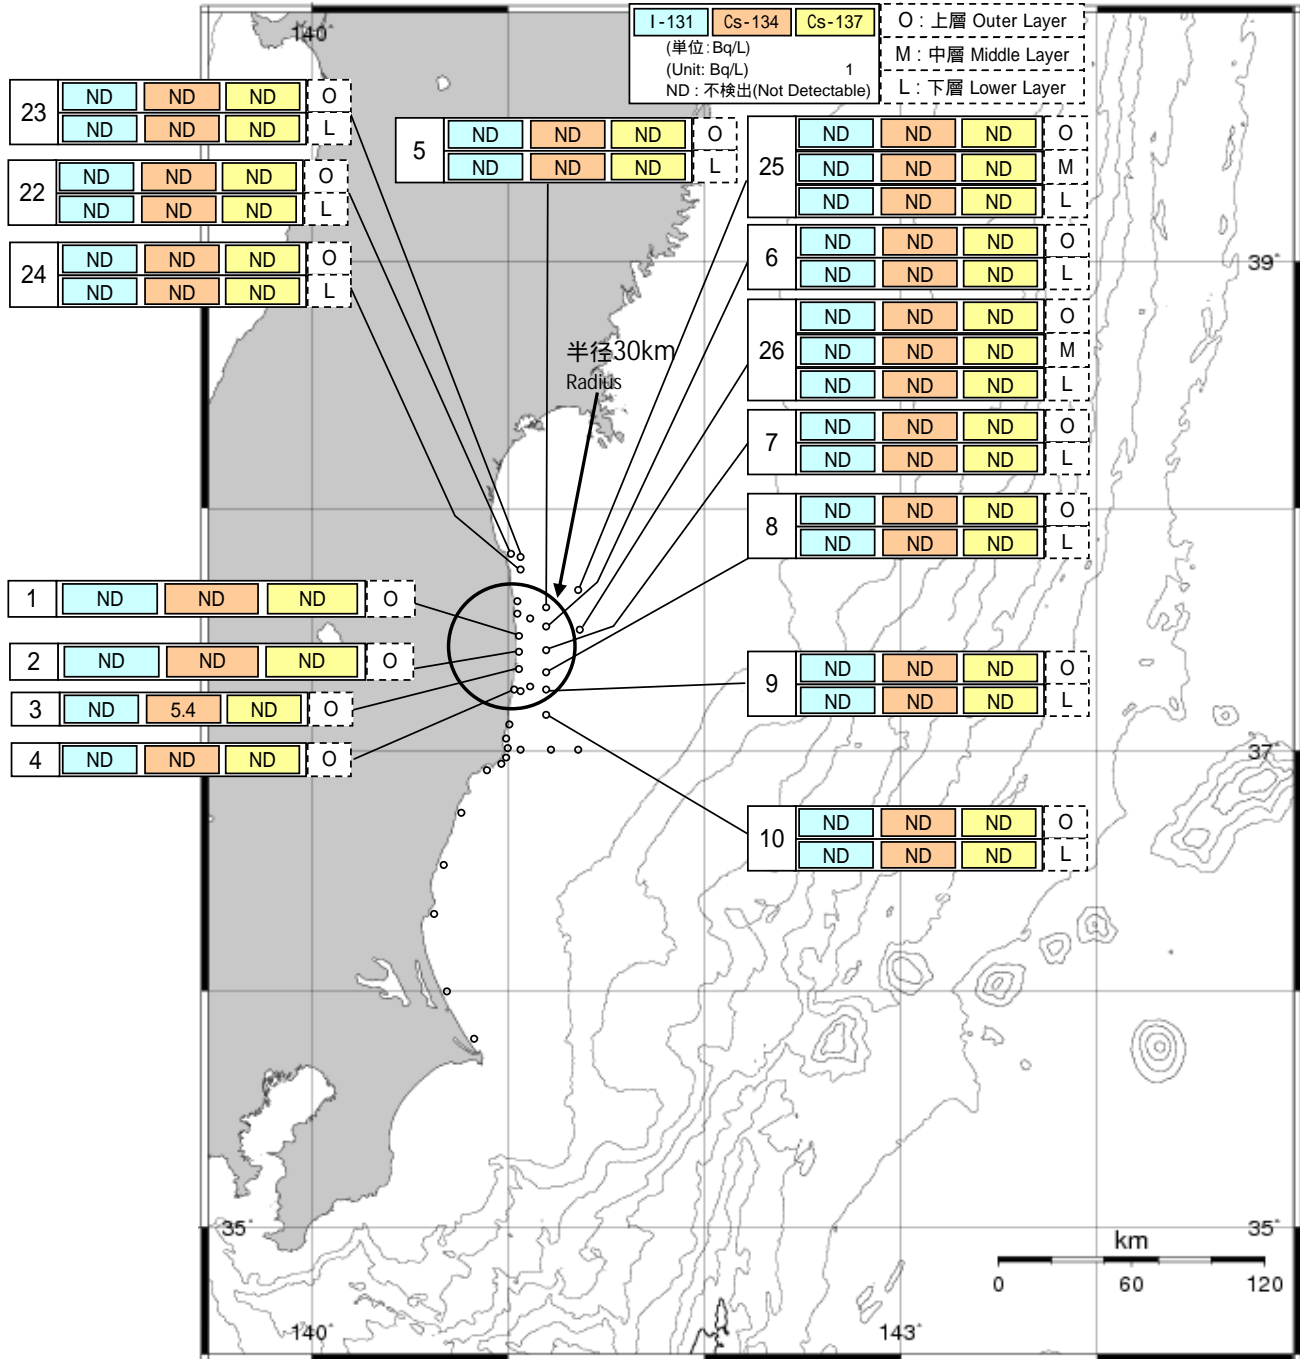 140°
I-131 Cs-134 Cs-137
(単位:Bq/L)
(Unit: Bq/L) 1
ND : 不検出(Not Detectable)
O : 上層 Outer Layer
M : 中層 Middle Layer
L : 下層 Lower Layer
23 ND ND ND O
ND ND ND L
22 ND ND ND O
ND ND ND L
24 ND ND ND O
ND ND ND L
5 ND ND ND O
ND ND ND L
25 ND ND ND O
ND ND ND M
ND ND ND L
6 ND ND ND O
ND ND ND L
39°
26 ND ND ND O
ND ND ND M
ND ND ND L
半径30km
Radius
7 ND ND ND O
ND ND ND L
8 ND ND ND O
ND ND ND L
1 ND ND ND O
2 ND ND ND O
3 ND 5.4 ND O
4 ND ND ND O
9 ND ND ND O
ND ND ND L
37°
10 ND ND ND O
ND ND ND L
35°
35°
km
0 60 120
140°
143°